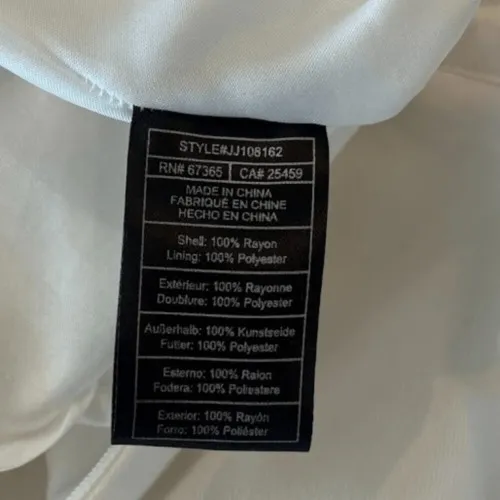 STYLE#JJ108162
RN# 67365 CA# 25459
MADE IN CHINA
FABRIQUÉ EN CHINE
HECHO EN CHINA
Shell: 100% Rayon
Lining: 100% Polyester
Extérieur: 100% Rayonne
Doublure: 100% Polyester
Außerhalb: 100% Kunstseide
Futter: 100% Polyester
Esterno: 100% Raion
Fodera: 100% Poliestere
Exterior: 100% Rayón
Forro: 100% Poliéster